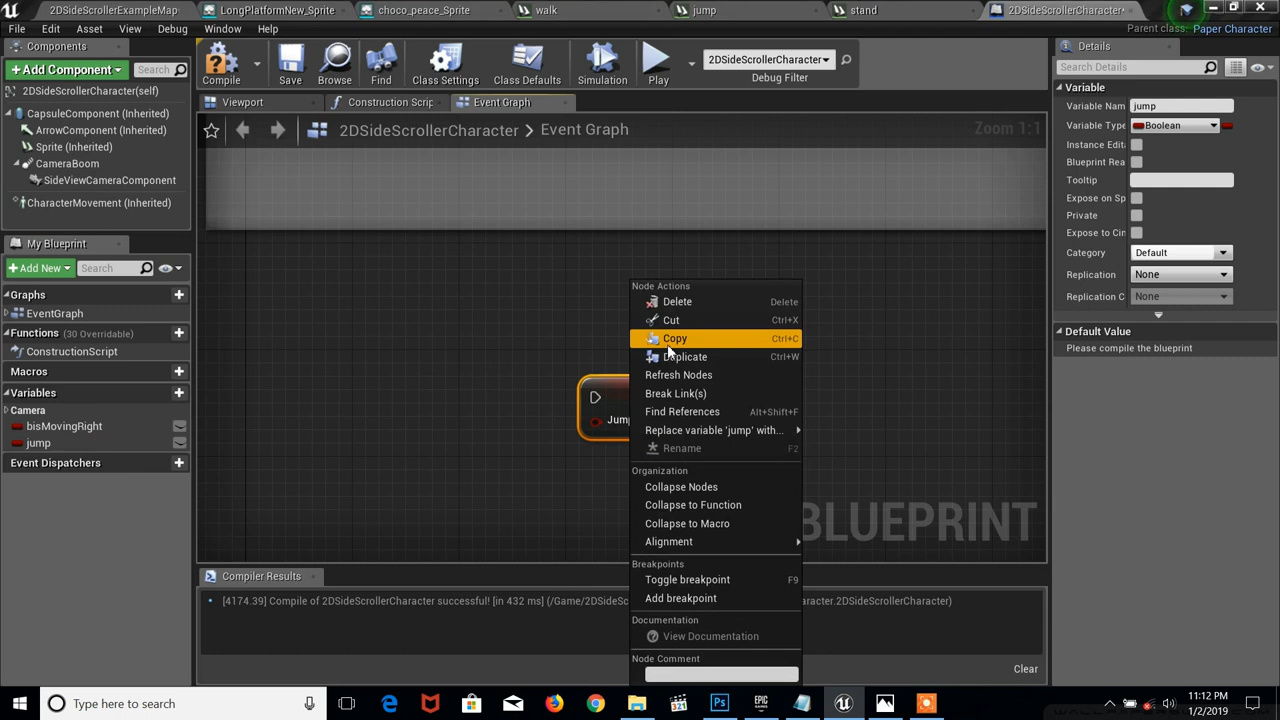 2DSideScrollerExampleMap
LongPlatformNew_Sprite
choco_peace_Sprite
walk
jump
stand
2DSideScrollerCharacter
File Edit Asset View Debug Window Help
Parent class: Paper Character
Components
+ Add Component
Search
2DSideScrollerCharacter(self)
CapsuleComponent (Inherited)
ArrowComponent (Inherited)
Sprite (Inherited)
CameraBoom
SideViewCameraComponent
CharacterMovement (Inherited)
My Blueprint
+ Add New
Search
Graphs
EventGraph
Functions (30 Overridable)
ConstructionScript
Macros
Variables
Camera
bisMovingRight
jump
Event Dispatchers
Compile
Save
Browse
Find
Class Settings
Class Defaults
Simulation
Play
2DSideScrollerCharacter
Debug Filter
Viewport
Construction Scrip
Event Graph
2DSideScrollerCharacter > Event Graph
Zoom 1:1
Jump
BLUEPRINT
Node Actions
Delete Delete
Cut Ctrl+X
Copy Ctrl+C
Duplicate Ctrl+W
Refresh Nodes
Break Link(s)
Find References Alt+Shift+F
Replace variable 'jump' with...
Rename F2
Organization
Collapse Nodes
Collapse to Function
Collapse to Macro
Alignment
Breakpoints
Toggle breakpoint F9
Add breakpoint
Documentation
View Documentation
Node Comment
Compiler Results
[4174.39] Compile of 2DSideScrollerCharacter successful! [in 432 ms] (/Game/2DSid
racter.2DSideScrollerCharacter)
Clear
Details
Search Details
Variable
Variable Nam jump
Variable Type Boolean
Instance Edita
Blueprint Rea
Tooltip
Expose on Sp
Private
Expose to Cin
Category Default
Replication None
Replication C None
Default Value
Please compile the blueprint
Type here to search
11:12 PM
1/2/2019